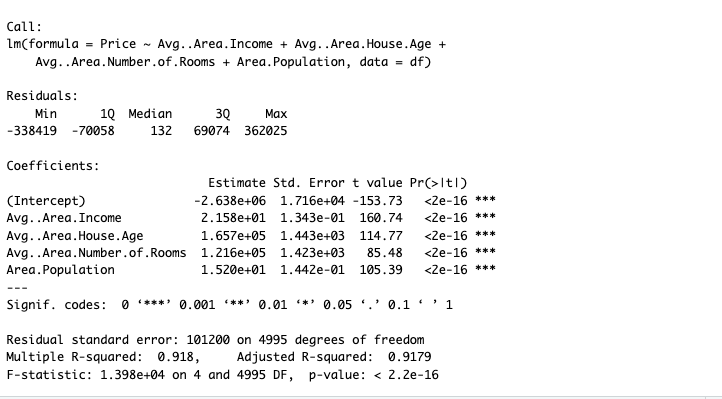 Call:
lm(formula = Price ~ Avg..Area.Income + Avg..Area.House.Age +
    Avg..Area.Number.of.Rooms + Area.Population, data = df)

Residuals:
    Min      1Q  Median      3Q     Max
-338419  -70058     132   69074  362025

Coefficients:
                            Estimate Std. Error t value Pr(>|t|)
(Intercept)               -2.638e+06  1.716e+04 -153.73   <2e-16 ***
Avg..Area.Income           2.158e+01  1.343e-01  160.74   <2e-16 ***
Avg..Area.House.Age        1.657e+05  1.443e+03  114.77   <2e-16 ***
Avg..Area.Number.of.Rooms  1.216e+05  1.423e+03   85.48   <2e-16 ***
Area.Population            1.520e+01  1.442e-01  105.39   <2e-16 ***
---
Signif. codes:  0 ‘***’ 0.001 ‘**’ 0.01 ‘*’ 0.05 ‘.’ 0.1 ‘ ’ 1

Residual standard error: 101200 on 4995 degrees of freedom
Multiple R-squared:  0.918,	Adjusted R-squared:  0.9179
F-statistic: 1.398e+04 on 4 and 4995 DF,  p-value: < 2.2e-16